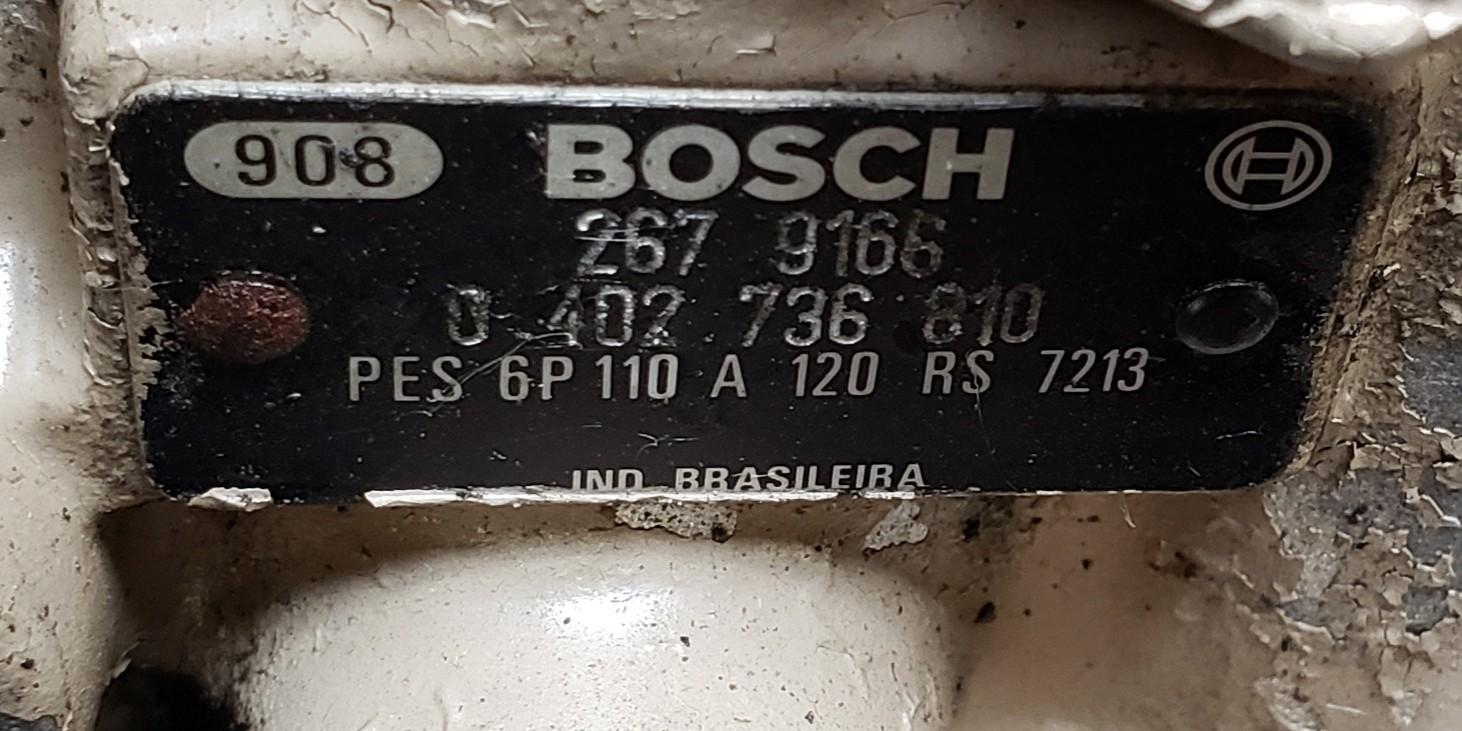 908 BOSCH
267 9166
0 402 736 810
PES 6P 110 A 120 RS 7213
IND. BRASILEIRA